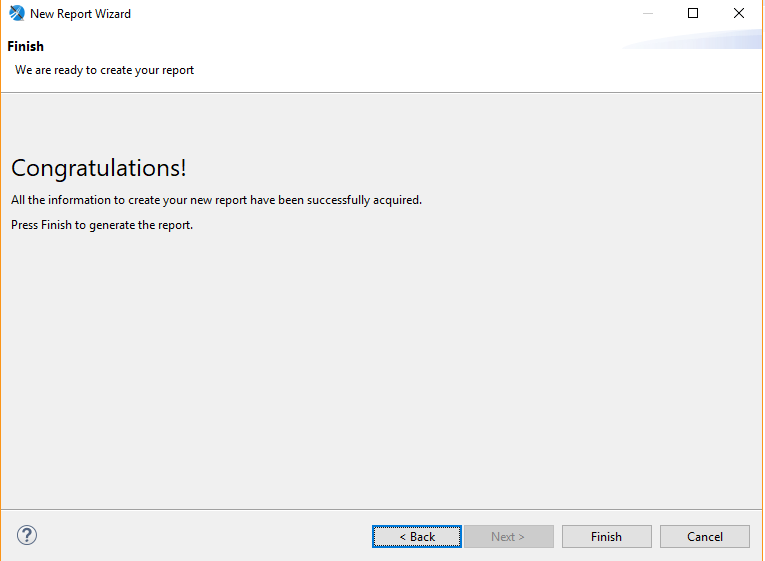 New Report Wizard
Finish
We are ready to create your report
Congratulations!
All the information to create your new report have been successfully acquired.
Press Finish to generate the report.
?
< Back
Next >
Finish
Cancel